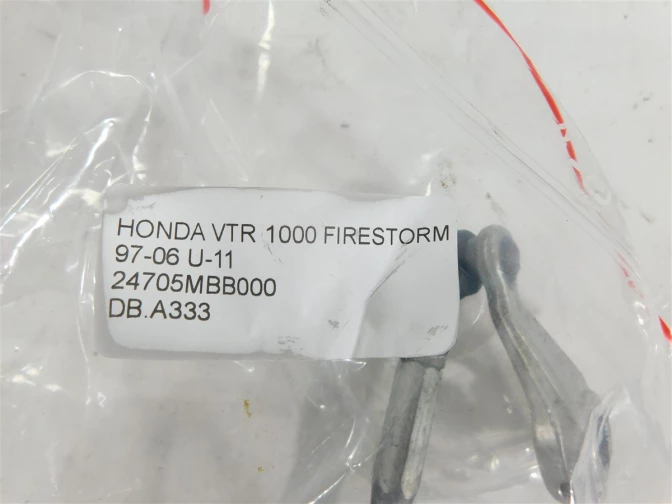 HONDA VTR 1000 FIRESTORM
97-06 U-11
24705MBB000
DB.A333